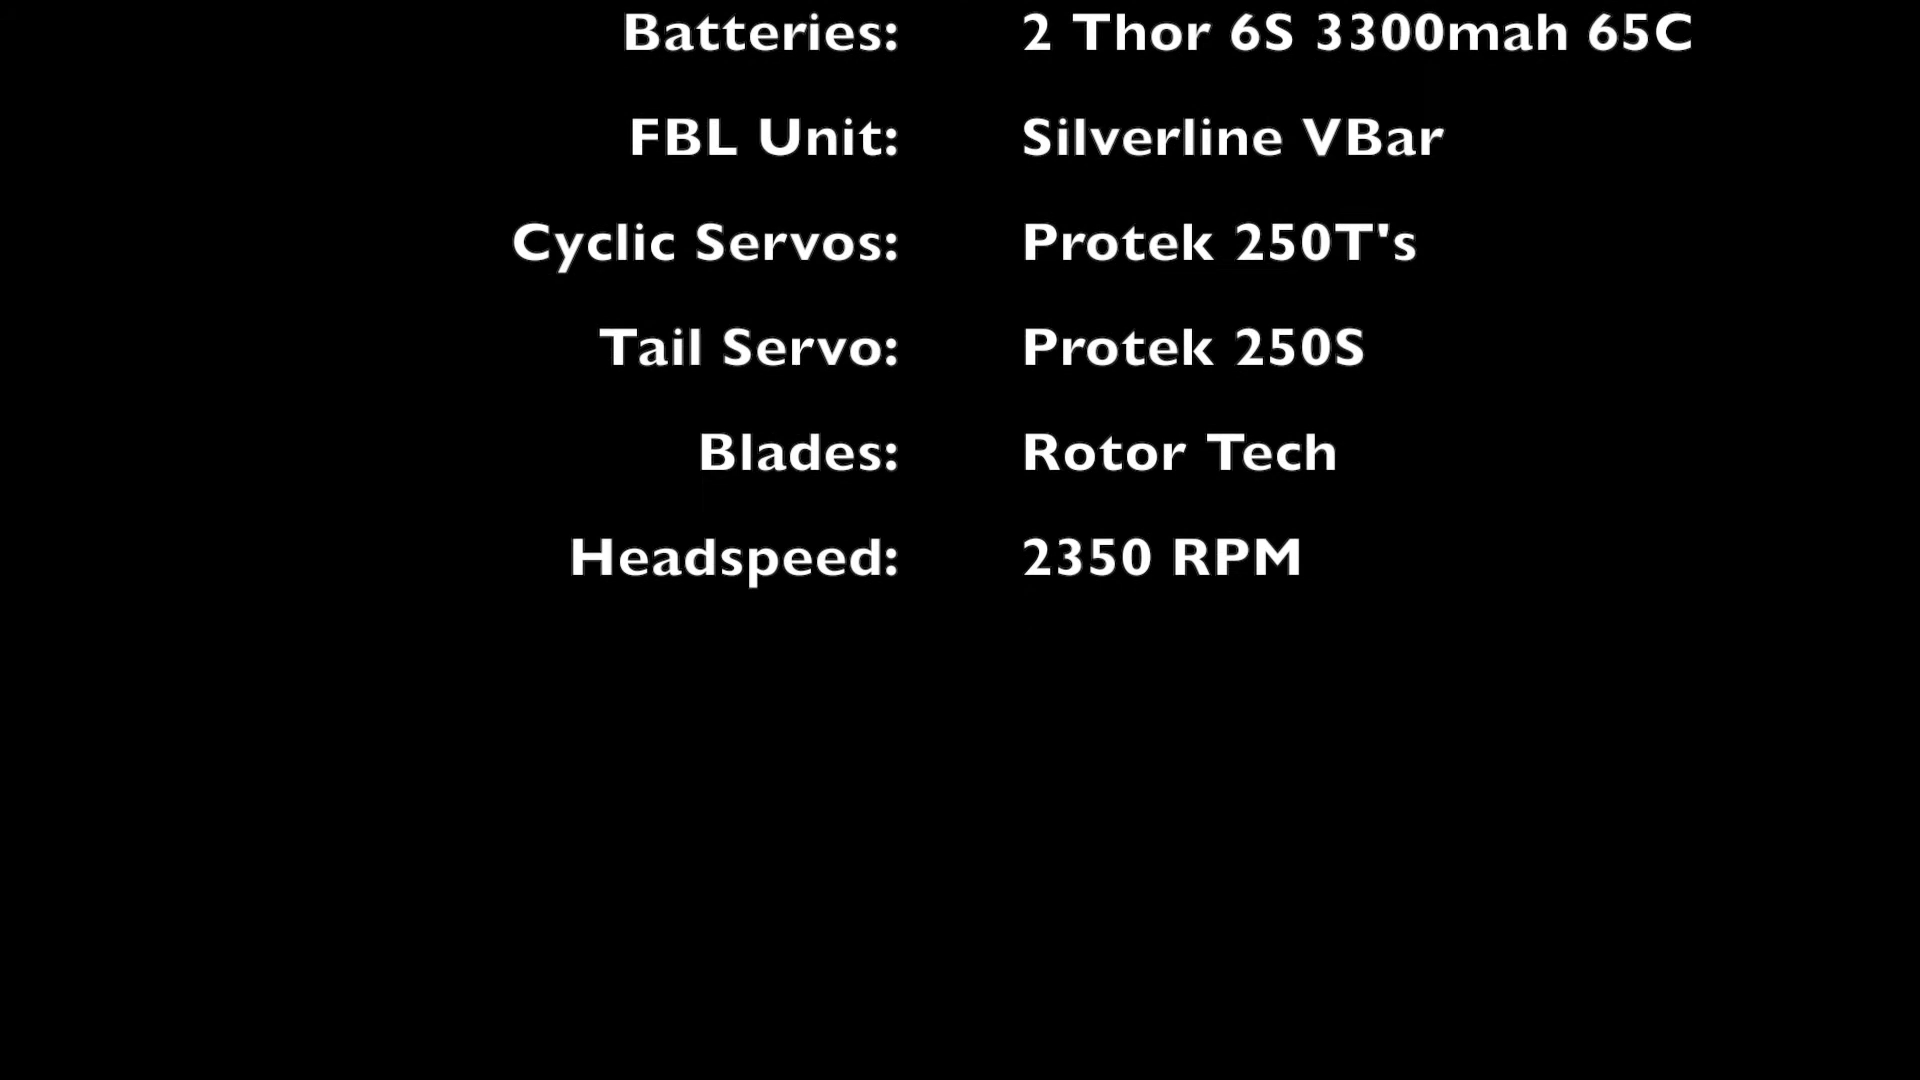 Batteries: 2 Thor 6S 3300mah 65C
FBL Unit: Silverline VBar
Cyclic Servos: Protek 250T's
Tail Servo: Protek 250S
Blades: Rotor Tech
Headspeed: 2350 RPM